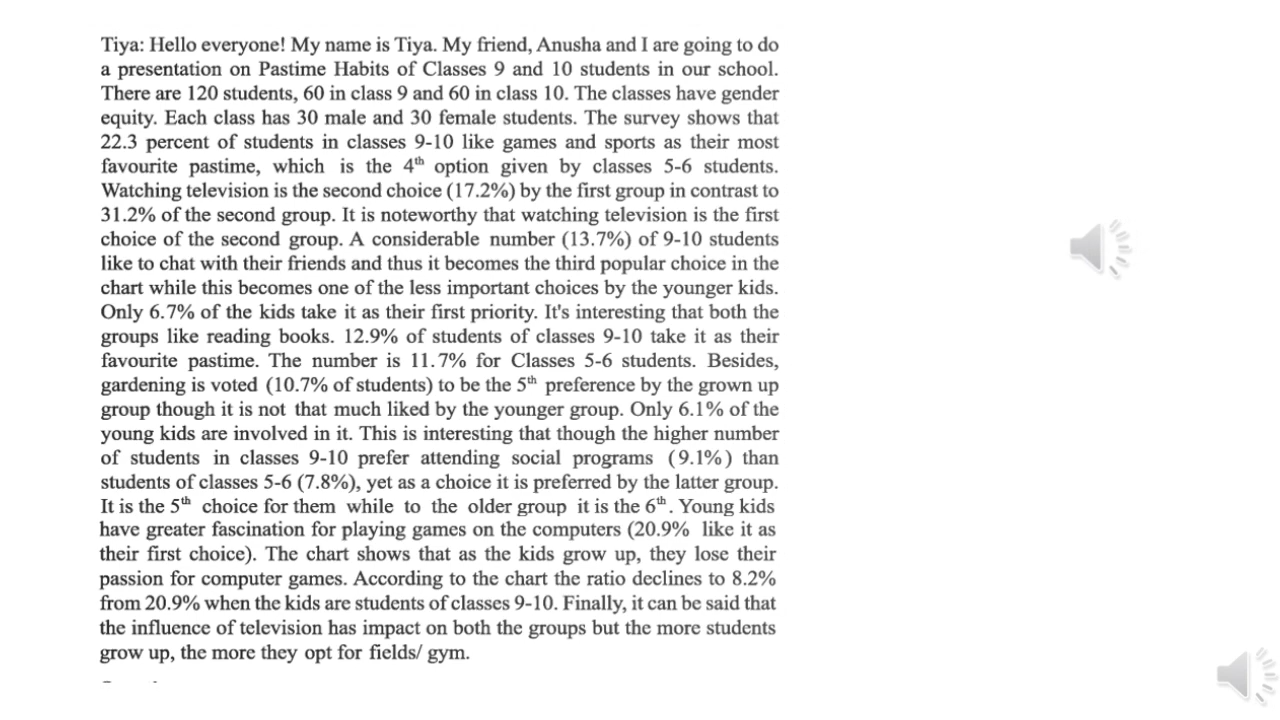 Tiya: Hello everyone! My name is Tiya. My friend, Anusha and I are going to do
a presentation on Pastime Habits of Classes 9 and 10 students in our school.
There are 120 students, 60 in class 9 and 60 in class 10. The classes have gender
equity. Each class has 30 male and 30 female students. The survey shows that
22.3 percent of students in classes 9-10 like games and sports as their most
favourite pastime, which is the 4th option given by classes 5-6 students.
Watching television is the second choice (17.2%) by the first group in contrast to
31.2% of the second group. It is noteworthy that watching television is the first
choice of the second group. A considerable number (13.7%) of 9-10 students
like to chat with their friends and thus it becomes the third popular choice in the
chart while this becomes one of the less important choices by the younger kids.
Only 6.7% of the kids take it as their first priority. It's interesting that both the
groups like reading books. 12.9% of students of classes 9-10 take it as their
favourite pastime. The number is 11.7% for Classes 5-6 students. Besides,
gardening is voted (10.7% of students) to be the 5th preference by the grown up
group though it is not that much liked by the younger group. Only 6.1% of the
young kids are involved in it. This is interesting that though the higher number
of students in classes 9-10 prefer attending social programs (9.1%) than
students of classes 5-6 (7.8%), yet as a choice it is preferred by the latter group.
It is the 5th choice for them while to the older group it is the 6th. Young kids
have greater fascination for playing games on the computers (20.9% like it as
their first choice). The chart shows that as the kids grow up, they lose their
passion for computer games. According to the chart the ratio declines to 8.2%
from 20.9% when the kids are students of classes 9-10. Finally, it can be said that
the influence of television has impact on both the groups but the more students
grow up, the more they opt for fields/ gym.